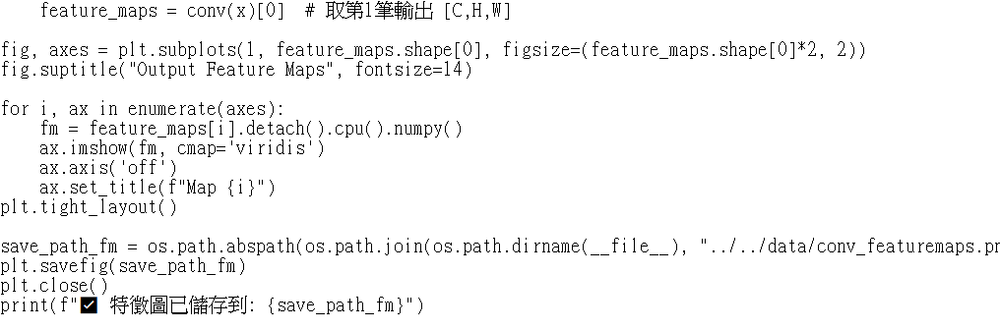 feature_maps = conv(x)[0]  # 取第1筆輸出 [C,H,W]

fig, axes = plt.subplots(1, feature_maps.shape[0], figsize=(feature_maps.shape[0]*2, 2))
fig.suptitle("Output Feature Maps", fontsize=14)

for i, ax in enumerate(axes):
    fm = feature_maps[i].detach().cpu().numpy()
    ax.imshow(fm, cmap='viridis')
    ax.axis('off')
    ax.set_title(f"Map {i}")
plt.tight_layout()

save_path_fm = os.path.abspath(os.path.join(os.path.dirname(__file__), "../../data/conv_featuremaps.pr
plt.savefig(save_path_fm)
plt.close()
print(f"✅ 特徵圖已儲存到: {save_path_fm}")